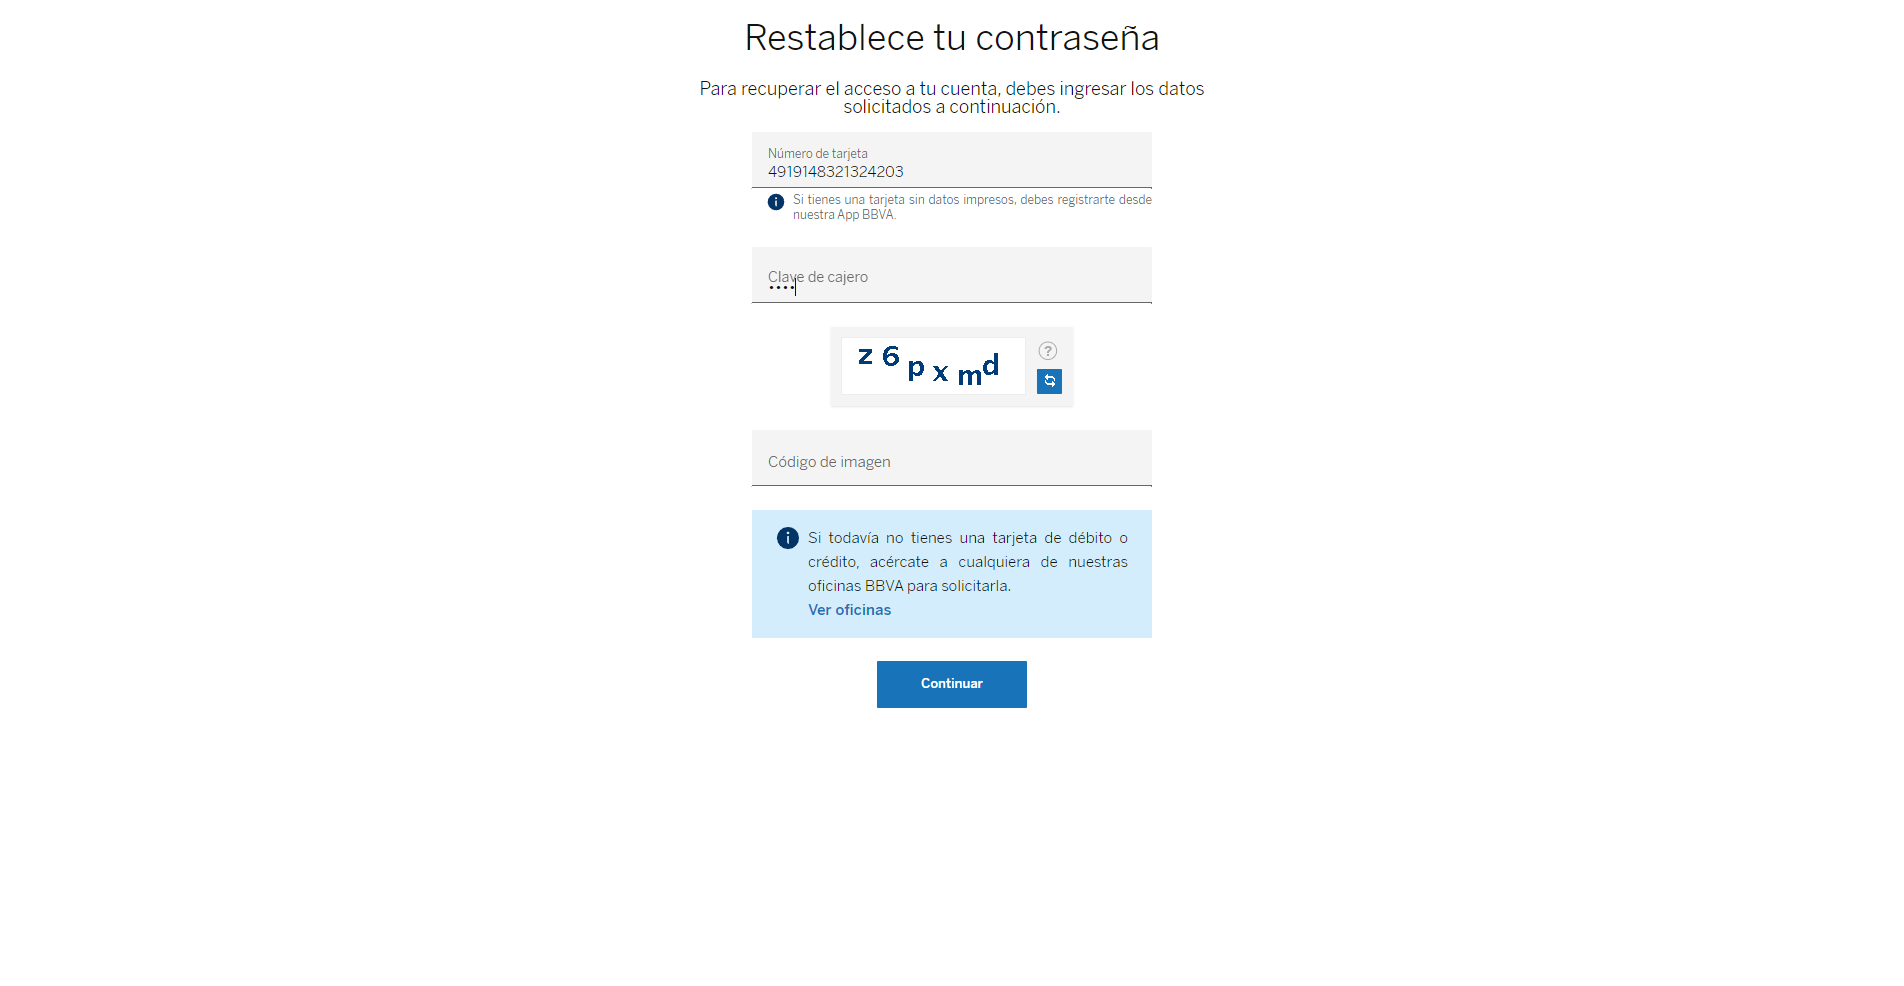 Restablece tu contraseña
Para recuperar el acceso a tu cuenta, debes ingresar los datos
solicitados a continuación.
Número de tarjeta
4919148321324203
Si tienes una tarjeta sin datos impresos, debes registrarte desde
nuestra App BBVA.
Clave de cajero
••••
z 6 p x m d
?
Código de imagen
Si todavía no tienes una tarjeta de débito o
crédito, acércate a cualquiera de nuestras
oficinas BBVA para solicitarla.
Ver oficinas
Continuar